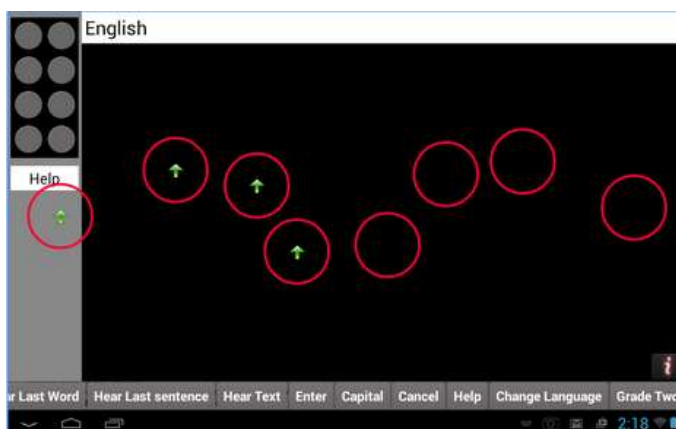 English
Help
Last Word Hear Last sentence Hear Text Enter Capital Cancel Help Change Language Grade Two
2:18